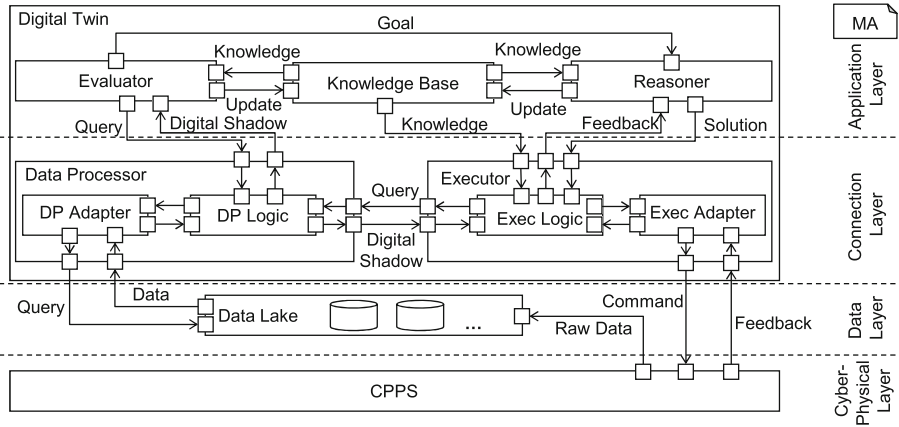 Digital Twin
Goal
MA
Evaluator
Knowledge
Knowledge Base
Knowledge
Reasoner
Update
Update
Query
Digital Shadow
Knowledge
Feedback
Solution
Application
Layer
Data Processor
Executor
DP Adapter
DP Logic
Query
Exec Logic
Exec Adapter
Digital
Shadow
Connection
Layer
Query
Data
Data Lake
...
Raw Data
Command
Feedback
Data
Layer
CPPS
Cyber-
Physical
Layer